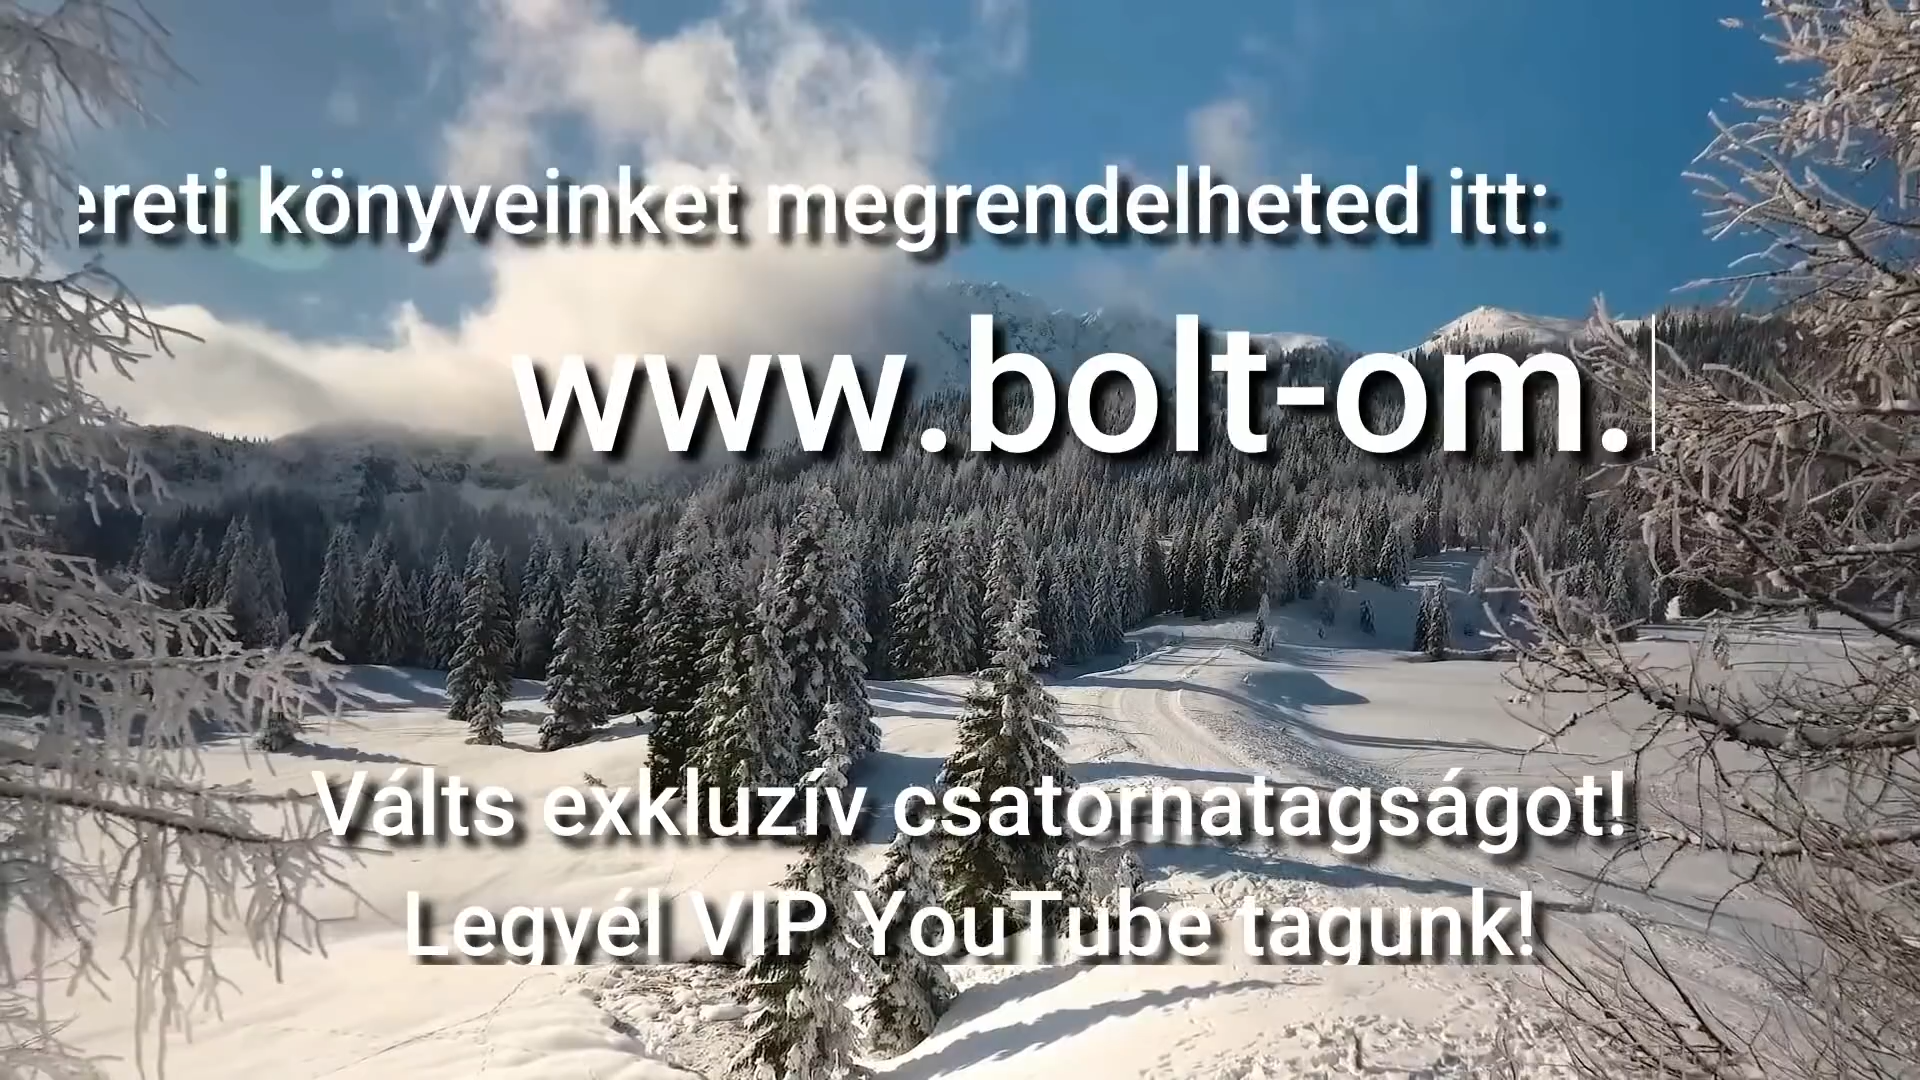 ereti könyveinket megrendelheted itt:
www.bolt-om.
Válts exkluzív csatornatagságot!
Legyél VIP YouTube tagunk!